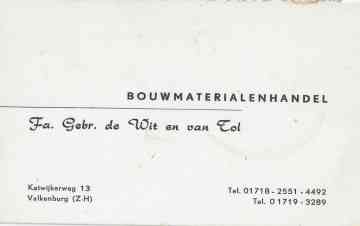 BOUWMATERIALENHANDEL
Fa. Gebr. de Wit en van Tol
Katwijkerweg 13
Valkenburg (Z-H)
Tel. 01718 - 2551 - 4492
Tel. 01719 - 3289